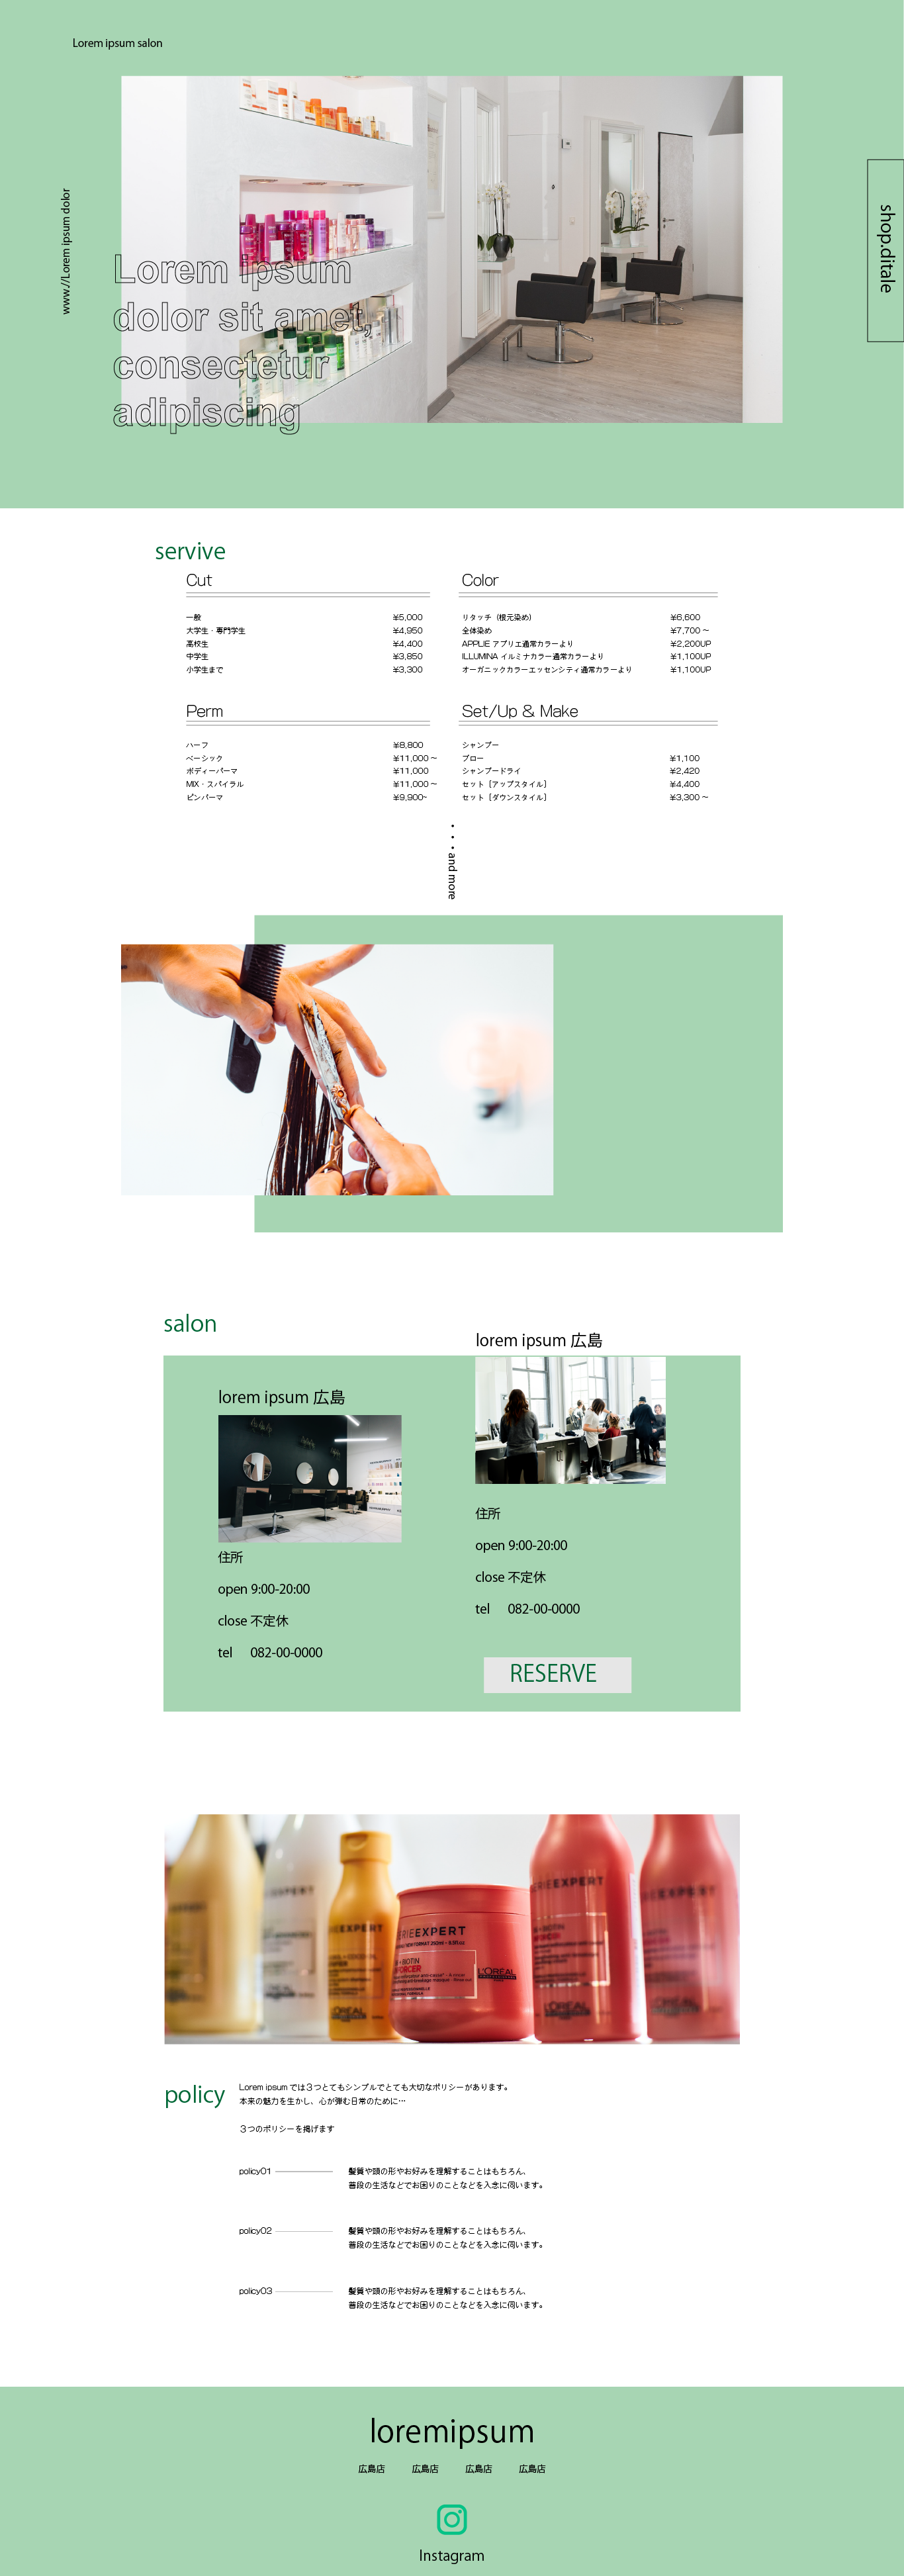 Lorem ipsum salon
www.//Lorem ipsum dolor
shop.ditale
Lorem ipsum
dolor sit amet,
consectetur
adipiscing
servive
Cut
一般 ¥5,000
大学生・専門学生 ¥4,950
高校生 ¥4,400
中学生 ¥3,850
小学生まで ¥3,300
Color
リタッチ（根元染め） ¥6,600
全体染め ¥7,700 〜
APPLIE アプリエ通常カラーより ¥2,200UP
ILLUMINA イルミナカラー通常カラーより ¥1,100UP
オーガニックカラーエッセンシティ通常カラーより ¥1,100UP
Perm
ハーフ ¥8,800
ベーシック ¥11,000 〜
ボディーパーマ ¥11,000
MIX・スパイラル ¥11,000 〜
ピンパーマ ¥9,900~
Set/Up & Make
シャンプー
ブロー ¥1,100
シャンプードライ ¥2,420
セット［アップスタイル］ ¥4,400
セット［ダウンスタイル］ ¥3,300 〜
・・・and more
salon
lorem ipsum 広島
住所
open 9:00-20:00
close 不定休
tel 082-00-0000
lorem ipsum 広島
住所
open 9:00-20:00
close 不定休
tel 082-00-0000
RESERVE
ERIEEXPERT
BIOTIN
L'ORÉAL
policy
Lorem ipsum では３つとてもシンプルでとても大切なポリシーがあります。
本来の魅力を生かし、心が弾む日常のために…
３つのポリシーを掲げます
policy01
髪質や頭の形やお好みを理解することはもちろん、
普段の生活などでお困りのことなどを入念に伺います。
policy02
髪質や頭の形やお好みを理解することはもちろん、
普段の生活などでお困りのことなどを入念に伺います。
policy03
髪質や頭の形やお好みを理解することはもちろん、
普段の生活などでお困りのことなどを入念に伺います。
loremipsum
広島店 広島店 広島店 広島店
Instagram